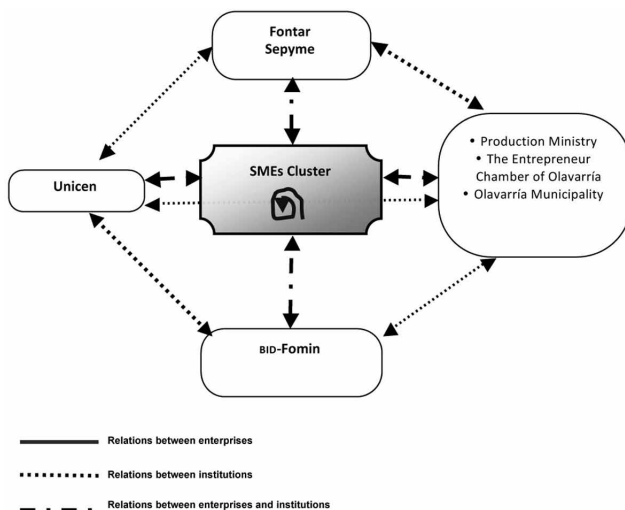 Fontar
Sepyme
SMEs Cluster
Unicen
• Production Ministry
• The Entrepreneur
Chamber of Olavarría
• Olavarría Municipality
BID-Fomin
Relations between enterprises
Relations between institutions
Relations between enterprises and institutions